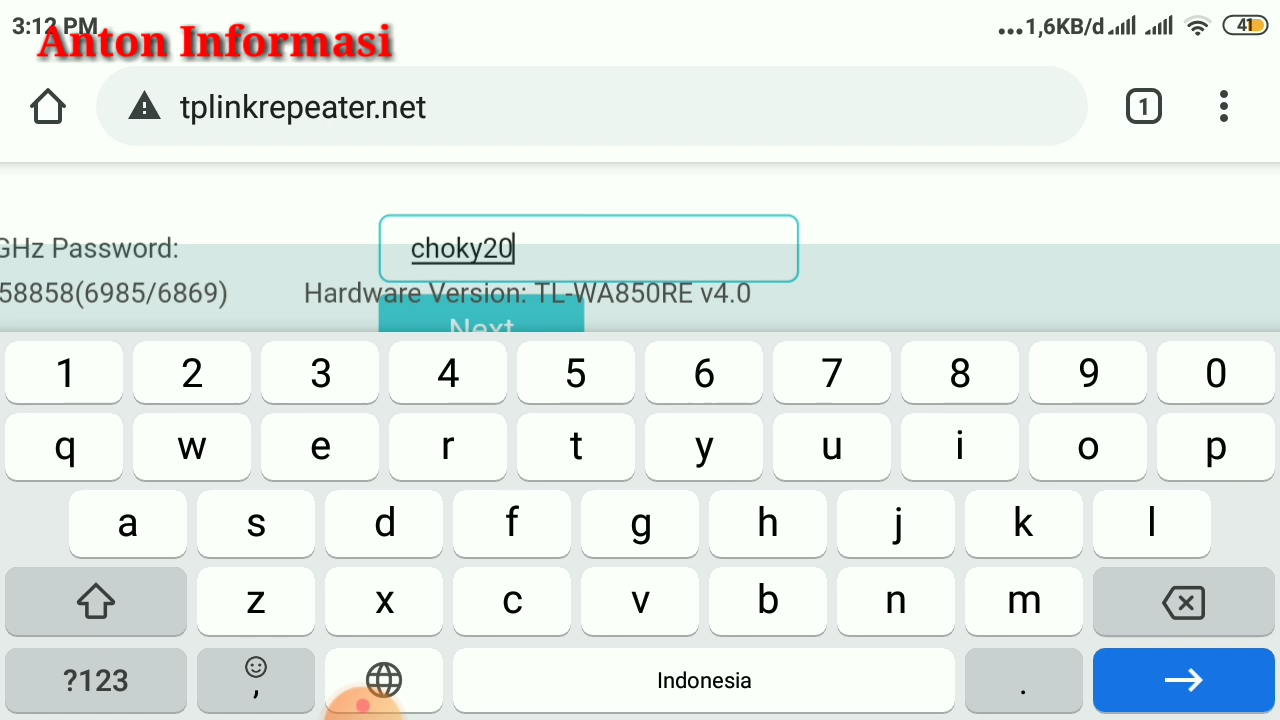 3:12 PM
Anton Informasi
...1,6KB/d
41
tplinkrepeater.net
1
GHz Password:
choky20
58858(6985/6869)
Hardware Version: TL-WA850RE v4.0
Next
1 2 3 4 5 6 7 8 9 0
q w e r t y u i o p
a s d f g h j k l
z x c v b n m
?123 , Indonesia .